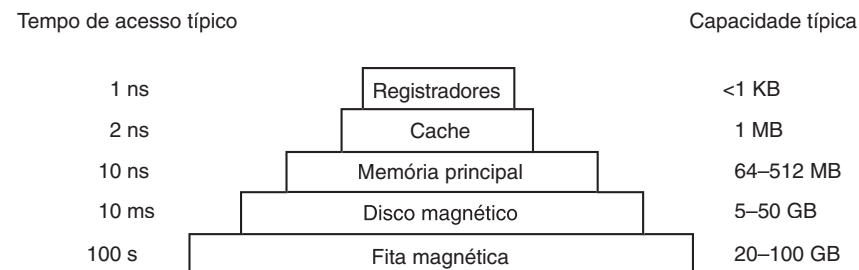 Tempo de acesso típico Capacidade típica
1 ns Registradores <1 KB
2 ns Cache 1 MB
10 ns Memória principal 64–512 MB
10 ms Disco magnético 5–50 GB
100 s Fita magnética 20–100 GB